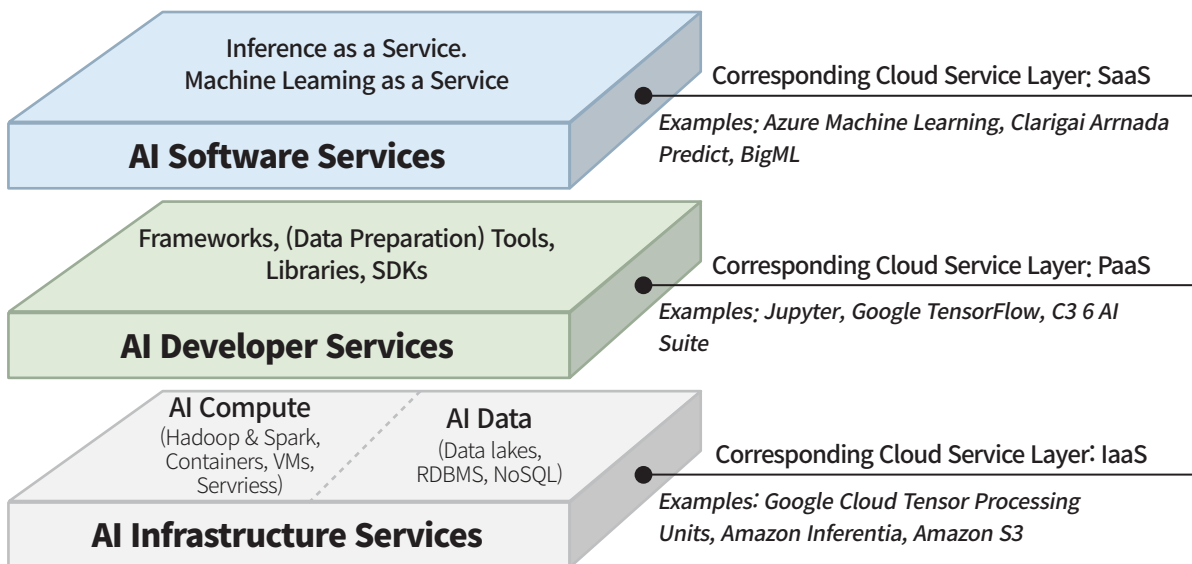 Inference as a Service.
Machine Leaming as a Service
AI Software Services
Corresponding Cloud Service Layer: SaaS
Examples: Azure Machine Learning, Clarigai Arrnada
Predict, BigML
Frameworks, (Data Preparation) Tools,
Libraries, SDKs
AI Developer Services
Corresponding Cloud Service Layer: PaaS
Examples: Jupyter, Google TensorFlow, C3 6 AI
Suite
AI Compute
(Hadoop & Spark,
Containers, VMs,
Servriess)
AI Data
(Data lakes,
RDBMS, NoSQL)
AI Infrastructure Services
Corresponding Cloud Service Layer: IaaS
Examples: Google Cloud Tensor Processing
Units, Amazon Inferentia, Amazon S3